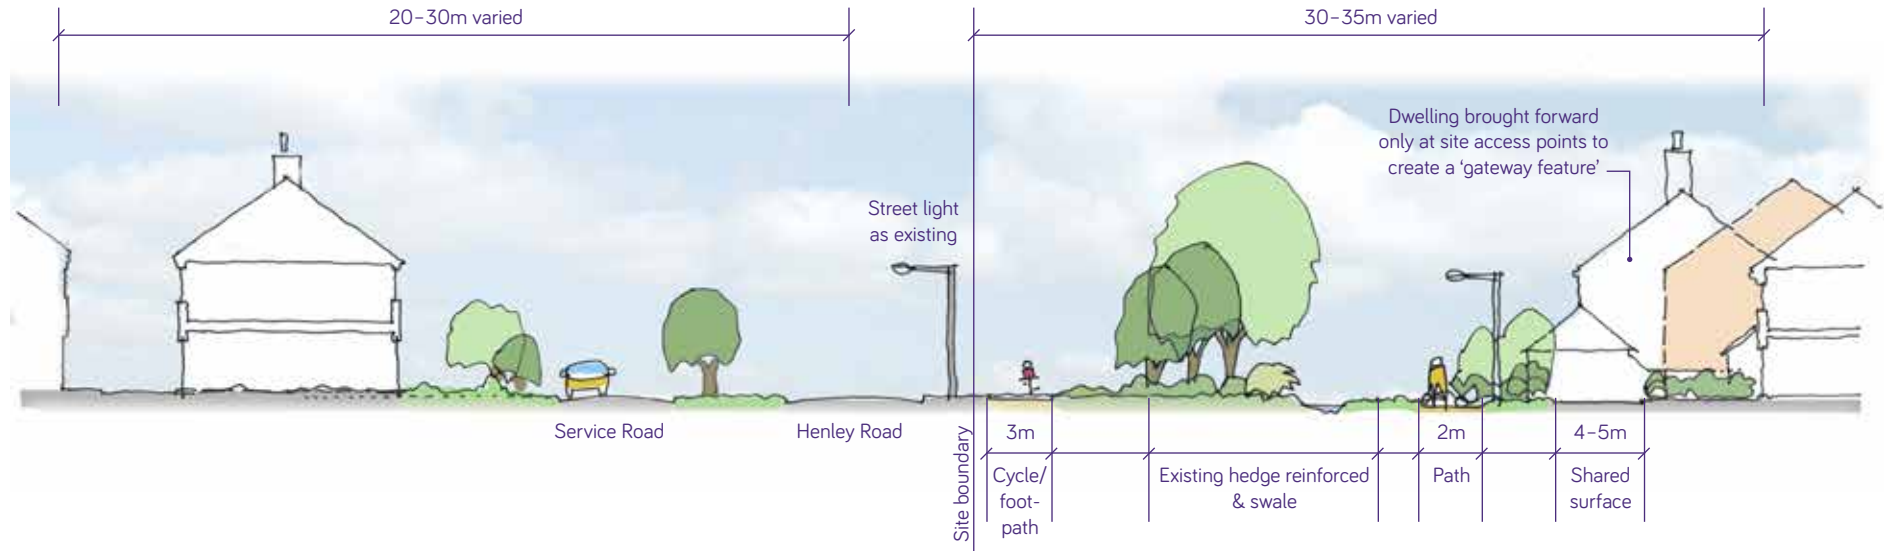 20–30m varied
30–35m varied
Dwelling brought forward
only at site access points to
create a ‘gateway feature’
Street light
as existing
Service Road
Henley Road
Site boundary
3m
Cycle/
foot-
path
Existing hedge reinforced
& swale
2m
Path
4–5m
Shared
surface